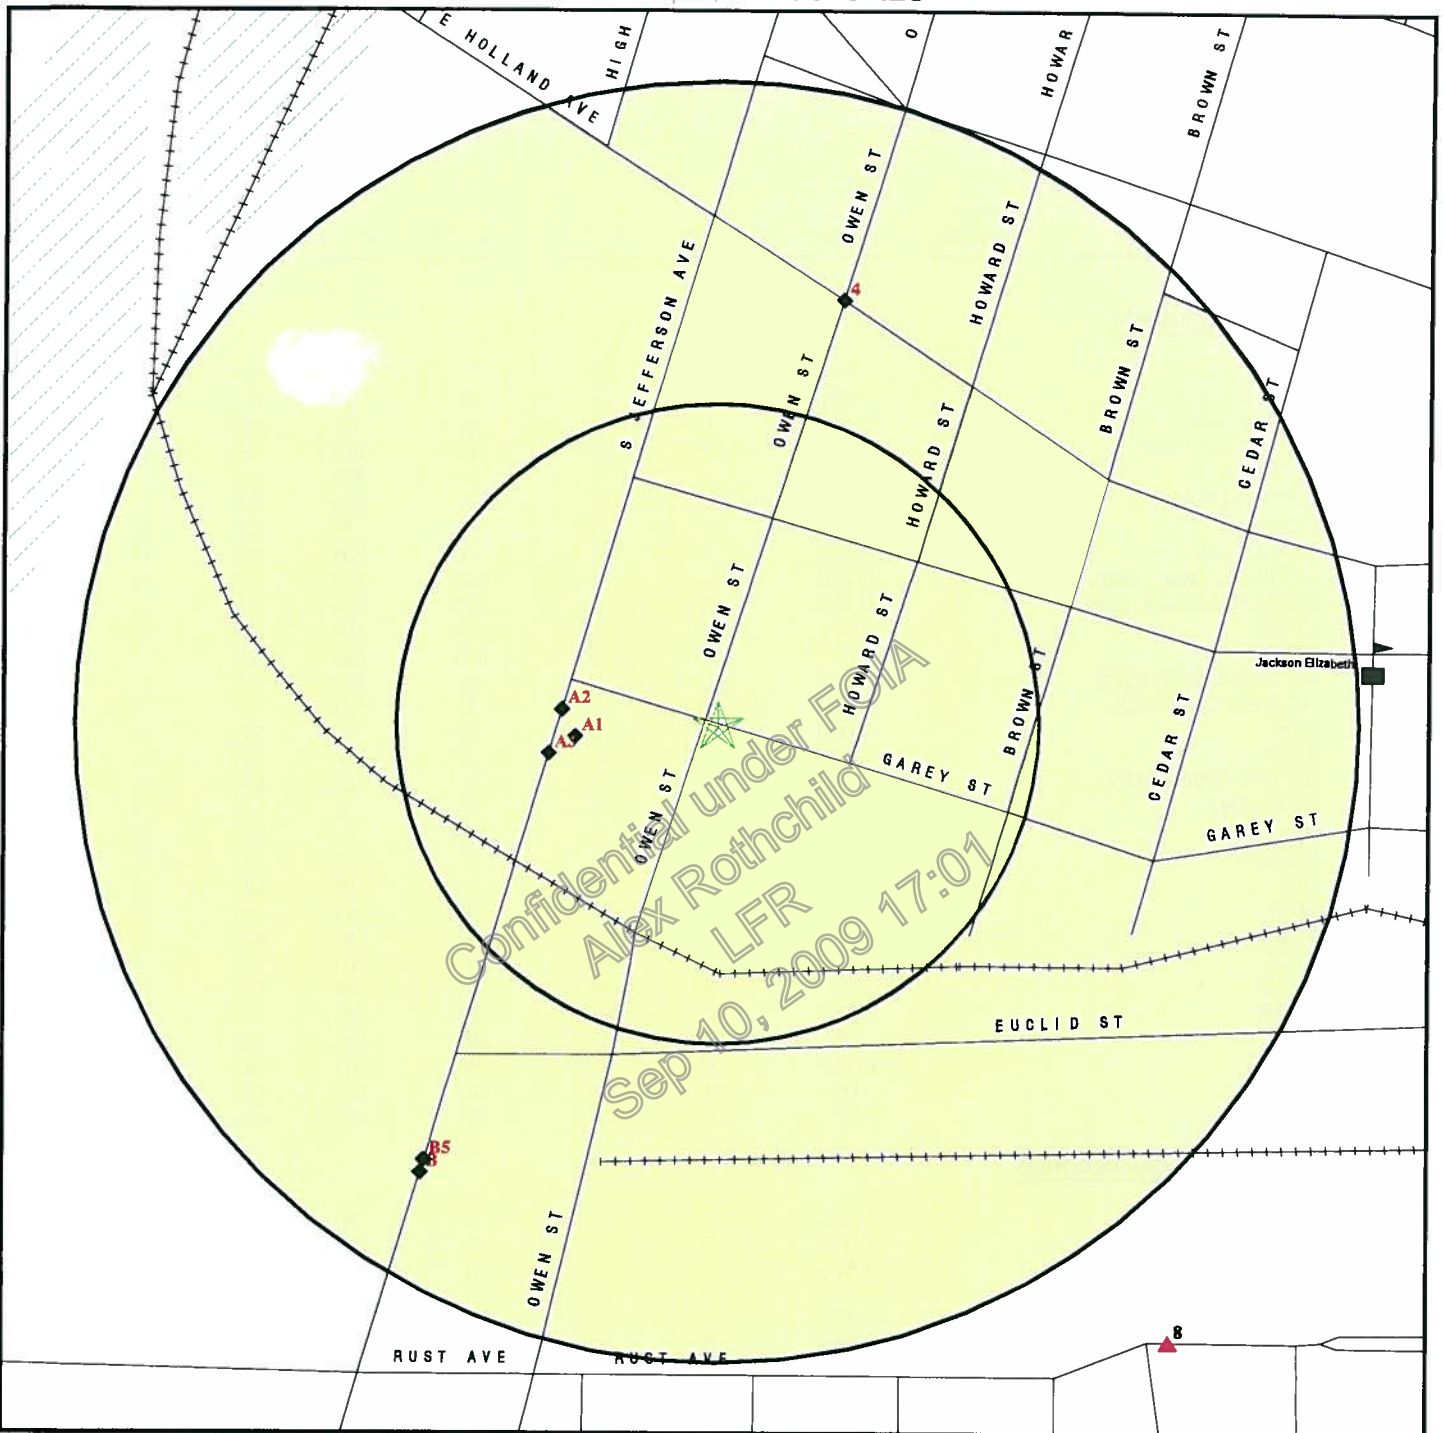 E HOLLAND AVE
HIGH
O
HOWAR
BROWN ST
OWEN ST
HOWARD ST
S JEFFERSON AVE
4
OWEN ST
BROWN ST
CEDAR ST
HOWARD ST
OWEN ST
HOWARD ST
BROWN ST
Jackson Elizabeth
A2
A1
A3
CEDAR ST
GAREY ST
OWEN ST
GAREY ST
Confidential under FOIA
Alex Rothchild
LFR
Sep 10, 2009 17:01
EUCLID ST
B5
OWEN ST
RUST AVE
RUST AVE
8